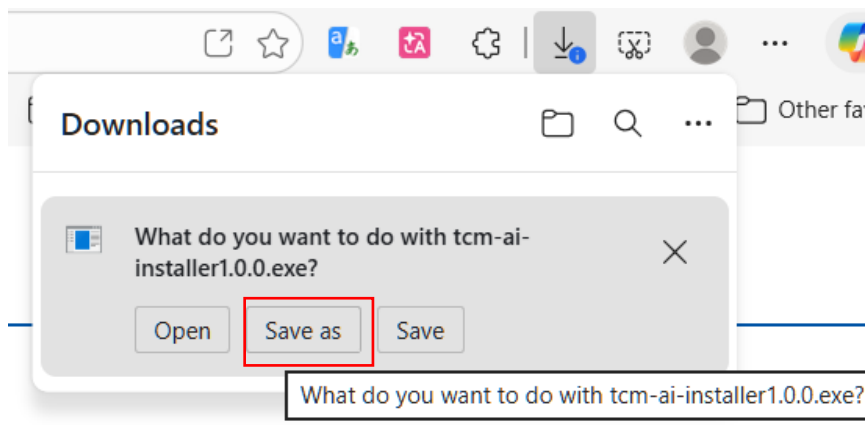 Other fa
Downloads
What do you want to do with tcm-ai-
installer1.0.0.exe?
Open Save as Save
What do you want to do with tcm-ai-installer1.0.0.exe?